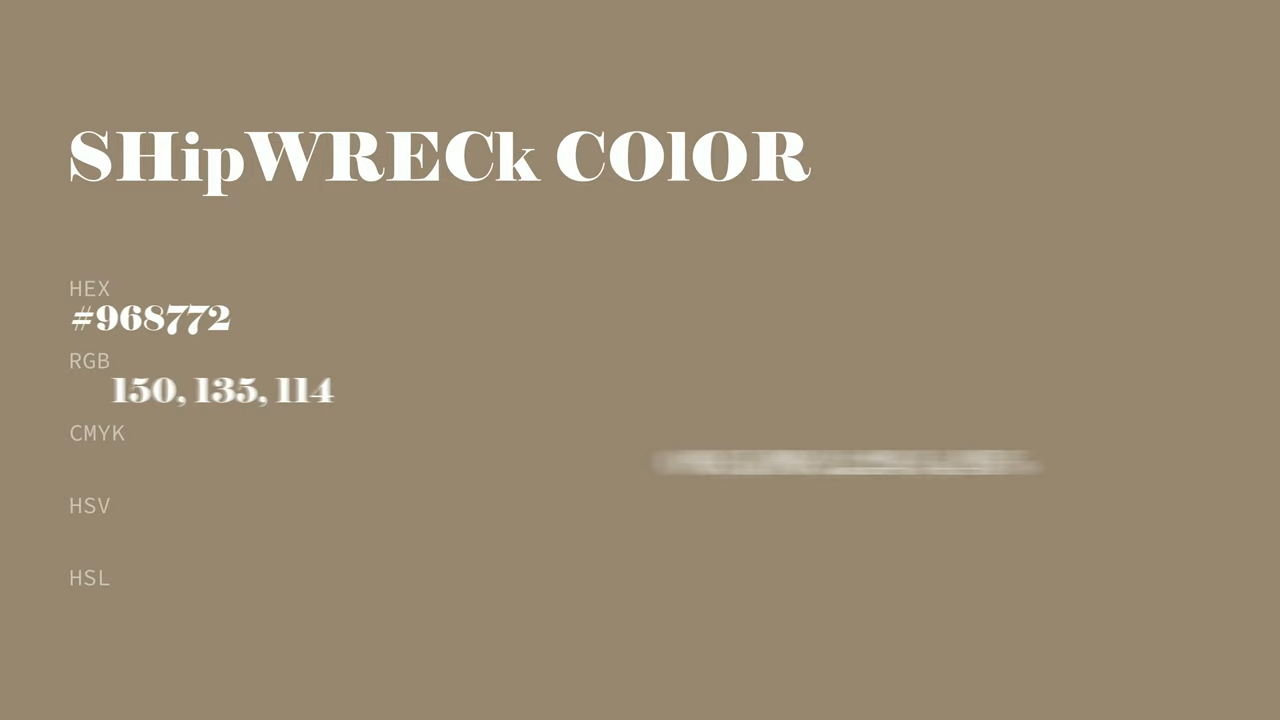 SHipWRECk COlOR
HEX
#968772
RGB
150, 135, 114
CMYK
HSV
HSL